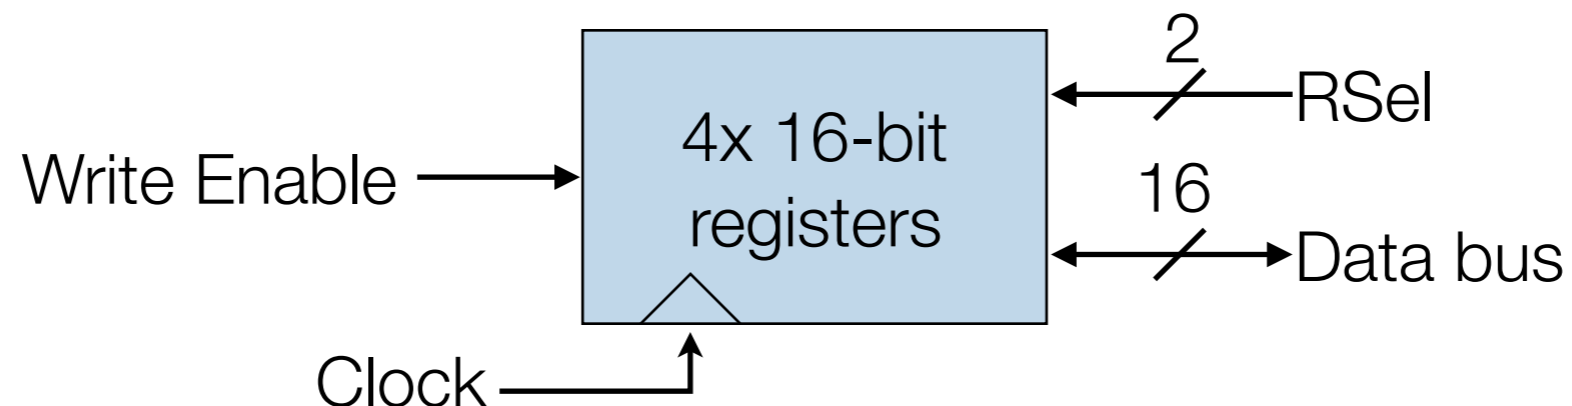 2
RSel
4x 16-bit
registers
Write Enable
16
Data bus
Clock